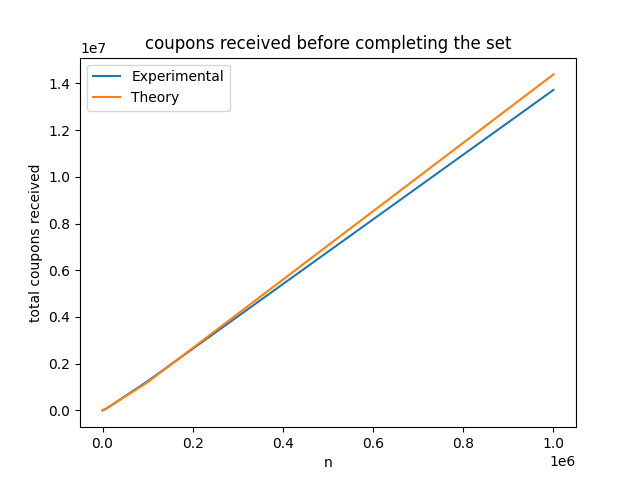 coupons received before completing the set
1e7
Experimental
Theory
1.4
1.2
1.0
0.8
0.6
0.4
0.2
0.0
total coupons received
0.0 0.2 0.4 0.6 0.8 1.0
1e6
n